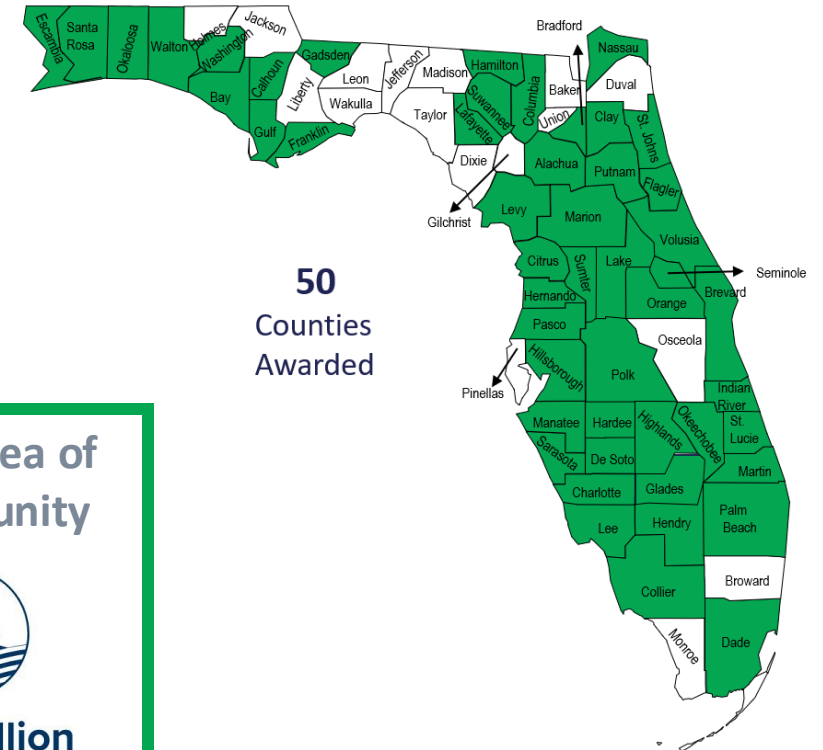 Escambia
Santa
Rosa
Okaloosa
Walton
Holmes
Washington
Jackson
Bay
Calhoun
Gulf
Liberty
Gadsden
Franklin
Leon
Wakulla
Jefferson
Madison
Taylor
Hamilton
Suwannee
Lafayette
Dixie
Gilchrist
Columbia
Baker
Union
Bradford
Nassau
Duval
Clay
St. Johns
Alachua
Putnam
Flagler
Levy
Marion
Volusia
Citrus
Sumter
Lake
Seminole
Hernando
Orange
Brevard
Pasco
Osceola
Hillsborough
Polk
Pinellas
Indian
River
Manatee
Hardee
Highlands
Okeechobee
St.
Lucie
Sarasota
De Soto
Martin
Charlotte
Glades
Palm
Beach
Lee
Hendry
Collier
Broward
Monroe
Dade
50
Counties
Awarded
ea of
unity
llion